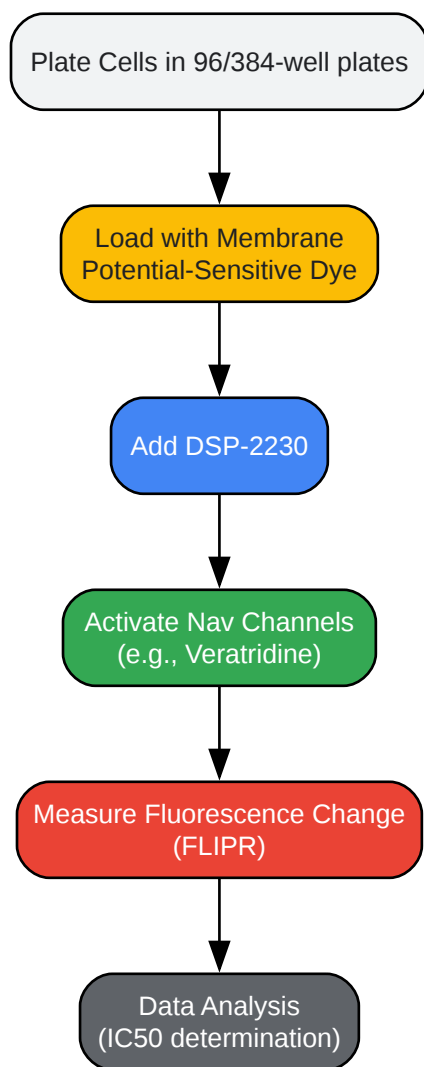 Plate Cells in 96/384-well plates
Load with Membrane
Potential-Sensitive Dye
Add DSP-2230
Activate Nav Channels
(e.g., Veratridine)
Measure Fluorescence Change
(FLIPR)
Data Analysis
(IC50 determination)